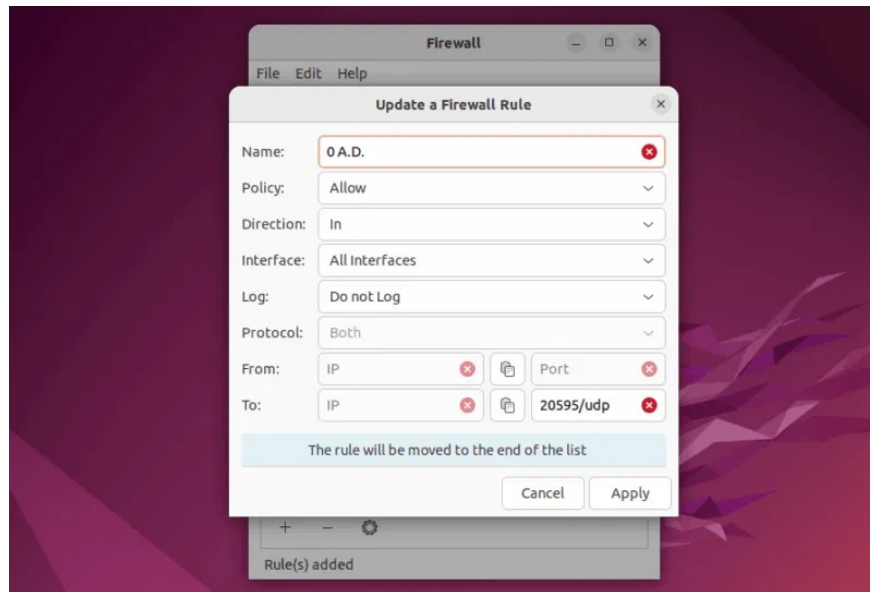 Firewall
File Edit Help
Update a Firewall Rule
Name: 0 A.D.
Policy: Allow
Direction: In
Interface: All Interfaces
Log: Do not Log
Protocol: Both
From: IP Port
To: IP 20595/udp
The rule will be moved to the end of the list
Cancel Apply
Rule(s) added